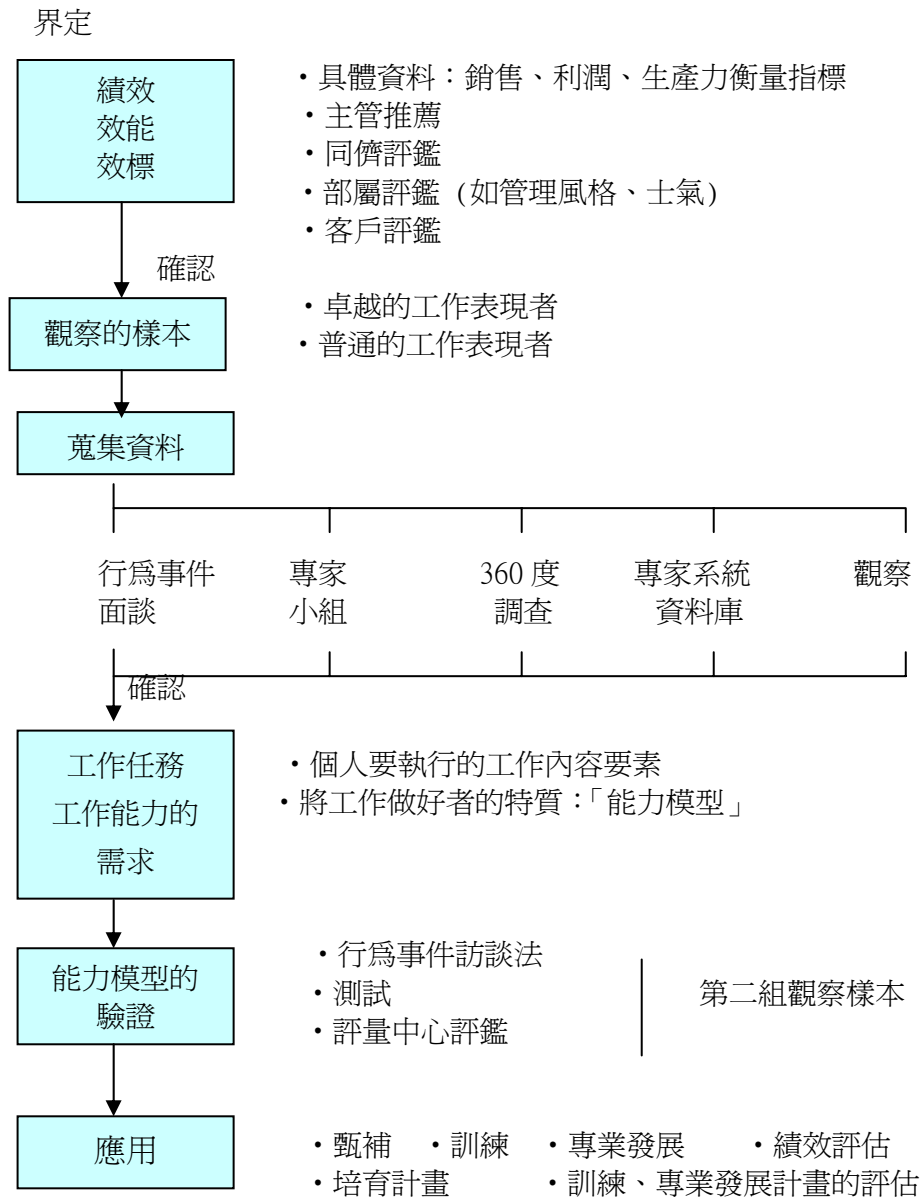 界定
績效
效能
效標
・具體資料：銷售、利潤、生產力衡量指標
・主管推薦
・同儕評鑑
・部屬評鑑 (如管理風格、士氣)
・客戶評鑑
確認
觀察的樣本
・卓越的工作表現者
・普通的工作表現者
蒐集資料
行為事件
面談
專家
小組
360 度
調查
專家系統
資料庫
觀察
確認
工作任務
工作能力的
需求
・個人要執行的工作內容要素
・將工作做好者的特質：「能力模型」
能力模型的
驗證
・行為事件訪談法
・測試
・評量中心評鑑
第二組觀察樣本
應用
・甄補 ・訓練 ・專業發展 ・績效評估
・培育計畫 ・訓練、專業發展計畫的評估